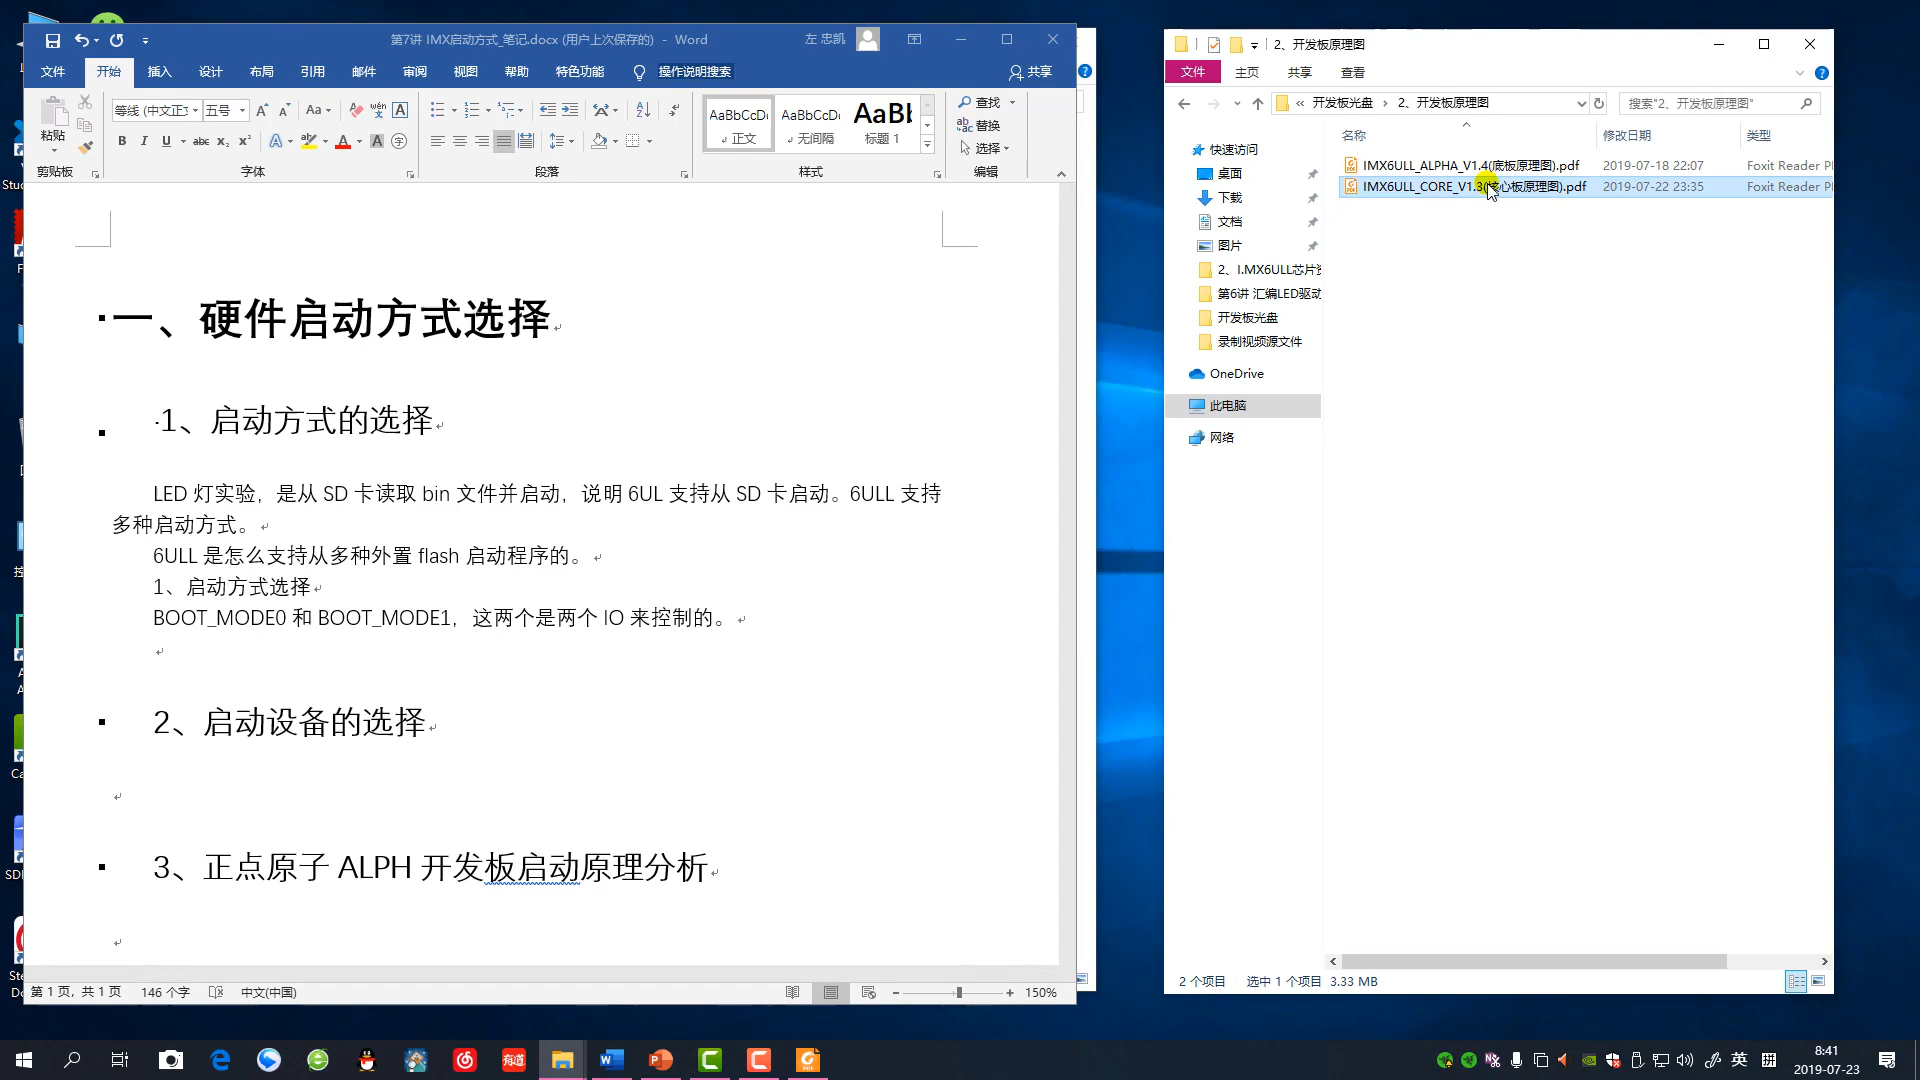 第7讲 IMX启动方式_笔记.docx (用户上次保存的) - Word
左 忠凯
文件 开始 插入 设计 布局 引用 邮件 审阅 视图 帮助 特色功能 操作说明搜索 共享
粘贴
等线 (中文正文 五号
AaBbCcDc AaBbCcDc AaBb
正文 无间隔 标题 1
查找
替换
选择
剪贴板 字体 段落 样式 编辑
一、硬件启动方式选择
1、启动方式的选择
LED 灯实验，是从 SD 卡读取 bin 文件并启动，说明 6UL 支持从 SD 卡启动。6ULL 支持
多种启动方式。
6ULL 是怎么支持从多种外置 flash 启动程序的。
1、启动方式选择
BOOT_MODE0 和 BOOT_MODE1，这两个是两个 IO 来控制的。
2、启动设备的选择
3、正点原子 ALPH 开发板启动原理分析
第 1 页，共 1 页 146 个字 中文(中国) 150%
2、开发板原理图
文件 主页 共享 查看
« 开发板光盘 › 2、开发板原理图
搜索"2、开发板原理图"
名称 修改日期 类型
IMX6ULL_ALPHA_V1.4(底板原理图).pdf 2019-07-18 22:07 Foxit Reader P
IMX6ULL_CORE_V1.3(核心板原理图).pdf 2019-07-22 23:35 Foxit Reader P
快速访问
桌面
下载
文档
图片
2、I.MX6ULL芯片资
第6讲 汇编LED驱动
开发板光盘
录制视频源文件
OneDrive
此电脑
网络
2 个项目 选中 1 个项目 3.33 MB
英
8:41
2019-07-23